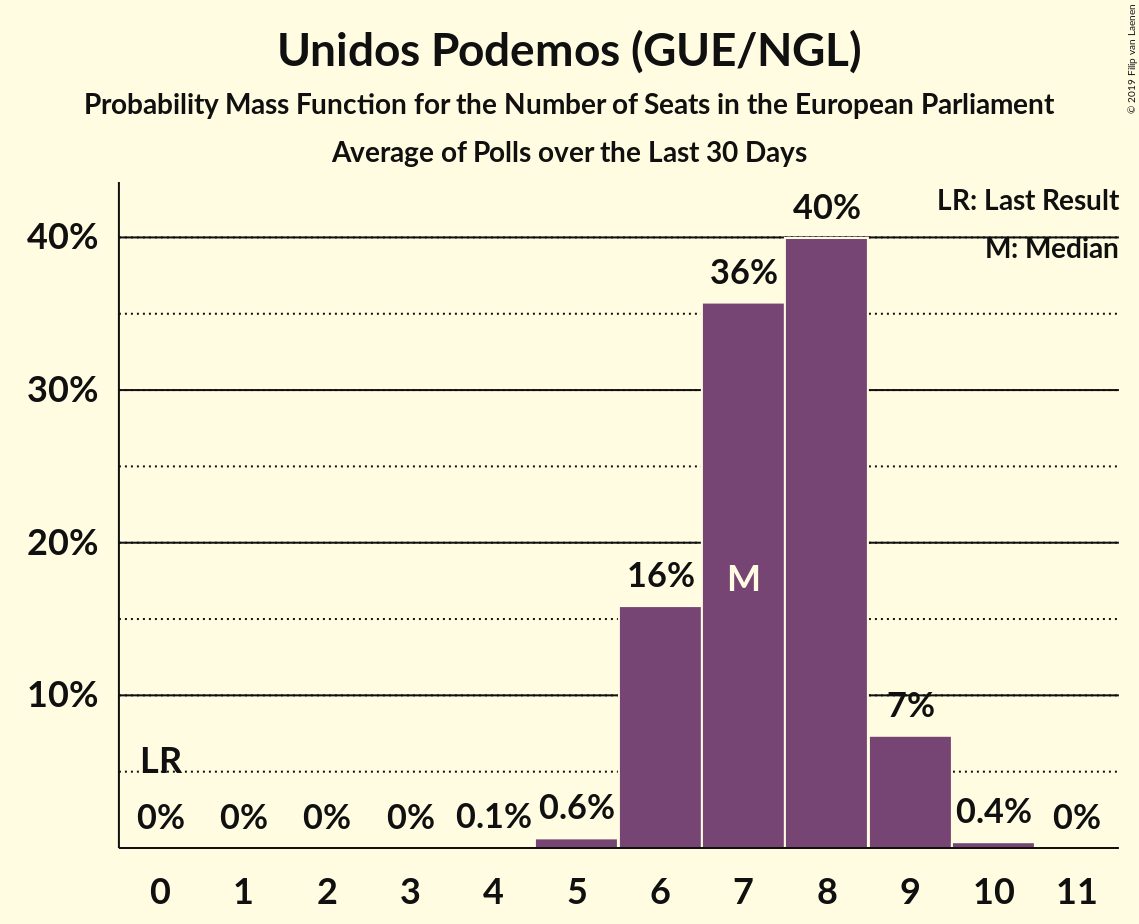 Unidos Podemos (GUE/NGL)
Probability Mass Function for the Number of Seats in the European Parliament
Average of Polls over the Last 30 Days
© 2019 Filip van Laenen
LR: Last Result
M: Median
40%
30%
20%
10%
LR
0%
0%
0%
0%
0.1%
0.6%
16%
36%
M
40%
7%
0.4%
0%
0 1 2 3 4 5 6 7 8 9 10 11